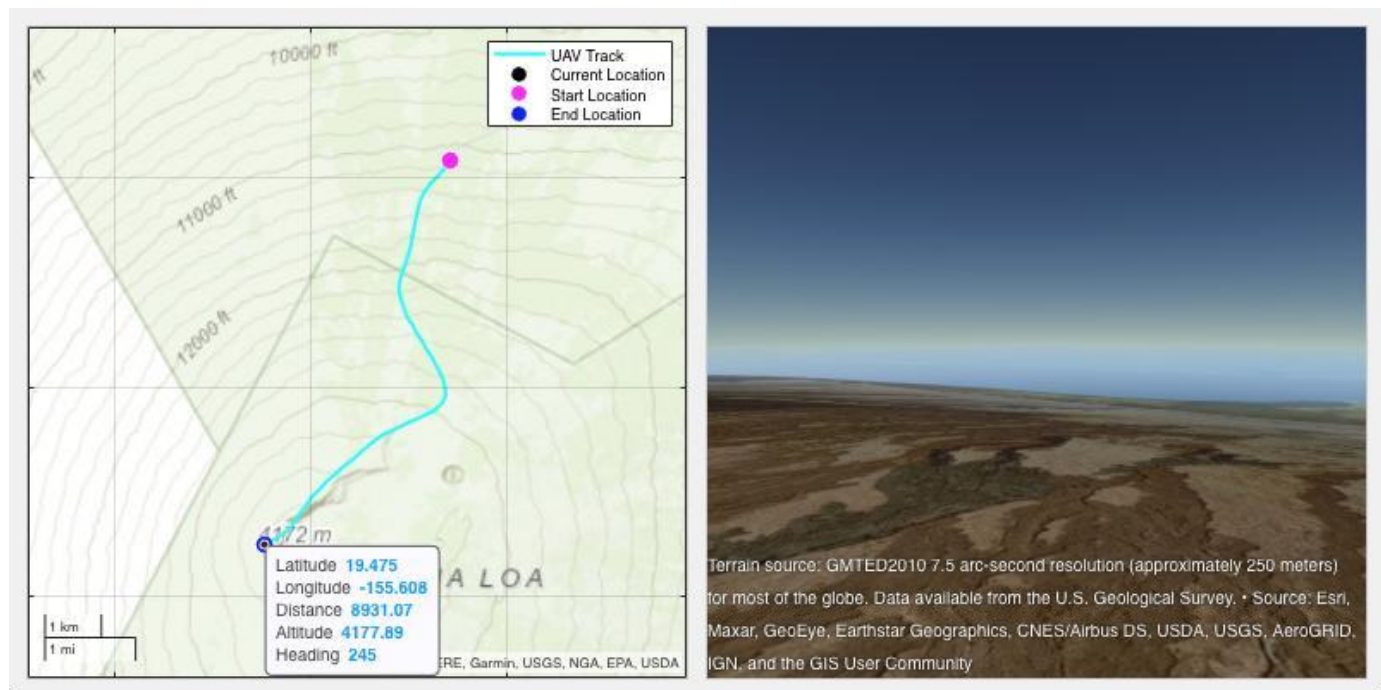 10000 ft
ft
11000 ft
12000 ft
UAV Track
Current Location
Start Location
End Location
4172 m
A LOA
Latitude 19.475
Longitude -155.608
Distance 8931.07
Altitude 4177.89
Heading 245
1 km
1 mi
ERE, Garmin, USGS, NGA, EPA, USDA
Terrain source: GMTED2010 7.5 arc-second resolution (approximately 250 meters)
for most of the globe. Data available from the U.S. Geological Survey. • Source: Esri,
Maxar, GeoEye, Earthstar Geographics, CNES/Airbus DS, USDA, USGS, AeroGRID,
IGN, and the GIS User Community